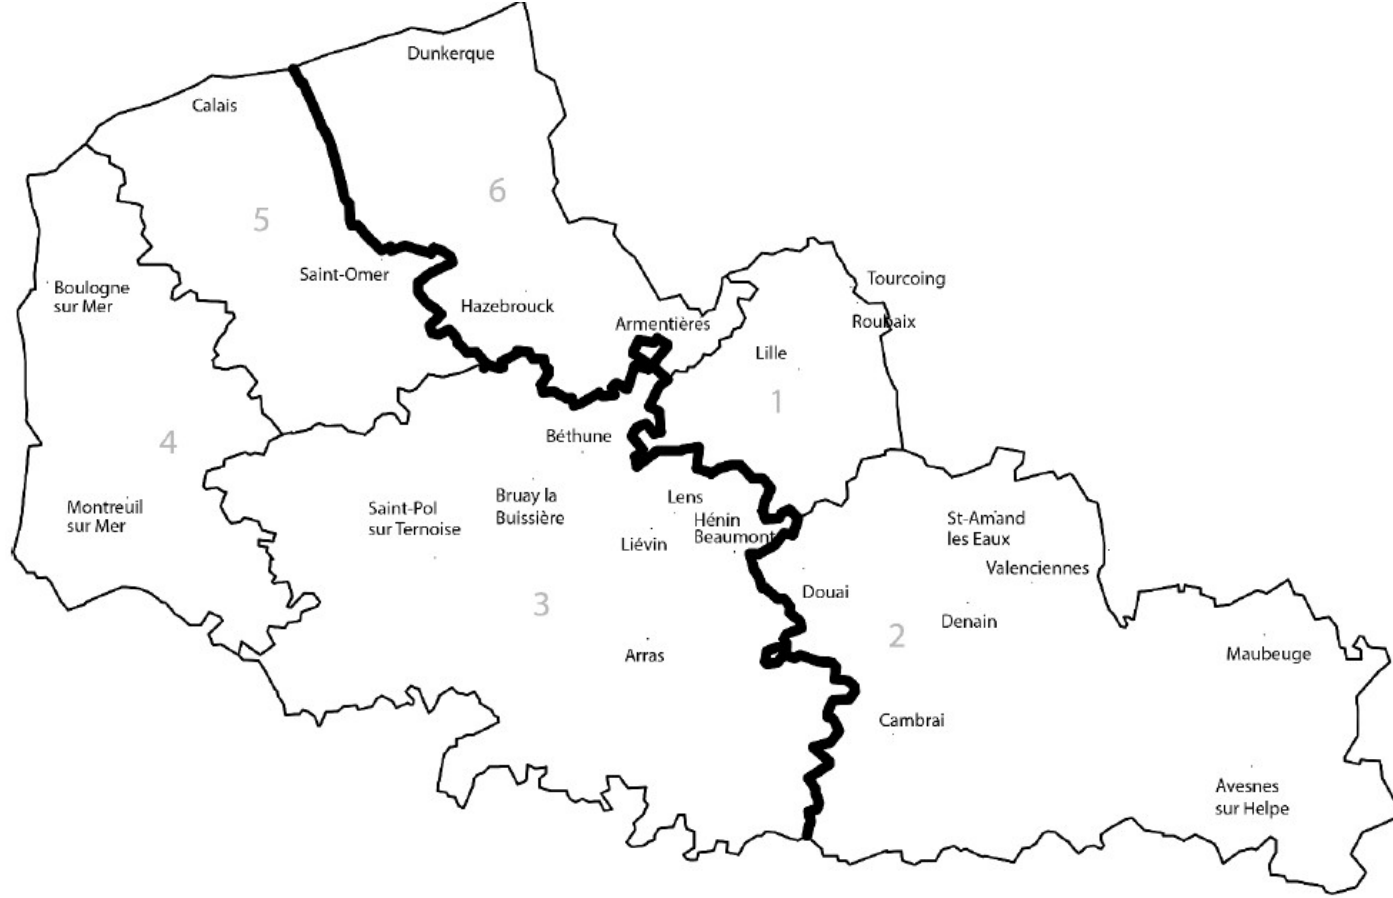 Dunkerque
Calais
6
5
Saint-Omer
Tourcoing
Boulogne
sur Mer
Hazebrouck
Armentières
Roubaix
Lille
1
4
Béthune
Montreuil
sur Mer
Saint-Pol
sur Ternoise
Bruay la
Buissière
Lens
Hénin
Beaumont
Liévin
St-Amand
les Eaux
Valenciennes
3
Douai
2
Denain
Arras
Maubeuge
Cambrai
Avesnes
sur Helpe